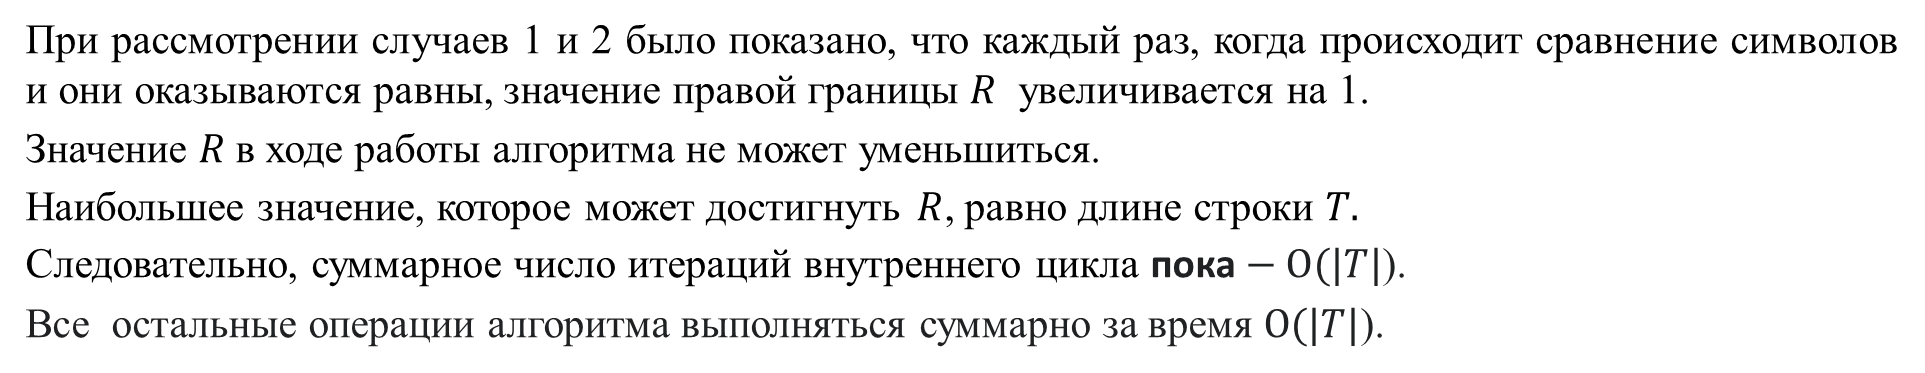 При рассмотрении случаев 1 и 2 было показано, что каждый раз, когда происходит сравнение символов
и они оказываются равны, значение правой границы R увеличивается на 1.
Значение R в ходе работы алгоритма не может уменьшиться.
Наибольшее значение, которое может достигнуть R, равно длине строки T.
Следовательно, суммарное число итераций внутреннего цикла пока – O(|T|).
Все остальные операции алгоритма выполняться суммарно за время O(|T|).